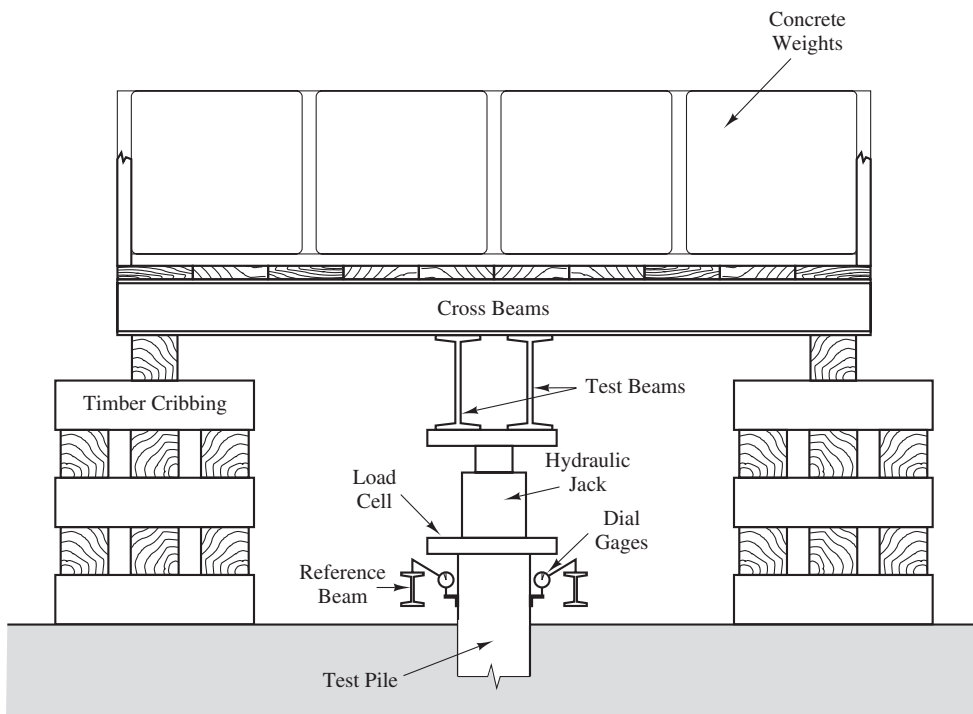 Concrete
Weights
Cross Beams
Test Beams
Timber Cribbing
Hydraulic
Jack
Load
Cell
Dial
Gages
Reference
Beam
Test Pile